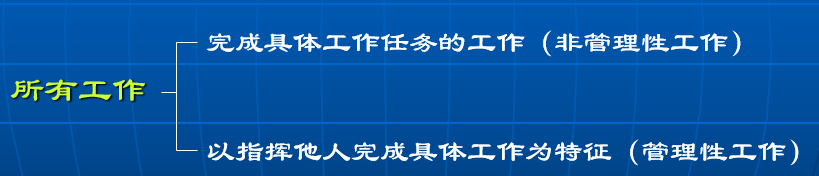 完成具体工作任务的工作（非管理性工作）
所有工作
以指挥他人完成具体工作为特征（管理性工作）